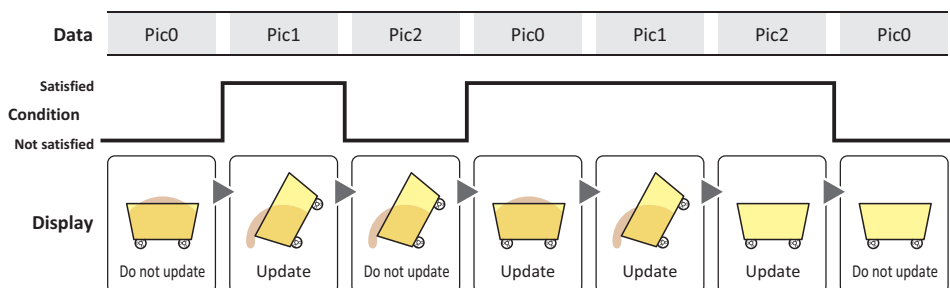 Data Pic0 Pic1 Pic2 Pic0 Pic1 Pic2 Pic0
Satisfied
Condition
Not satisfied
Display
Do not update Update Do not update Update Update Update Do not update